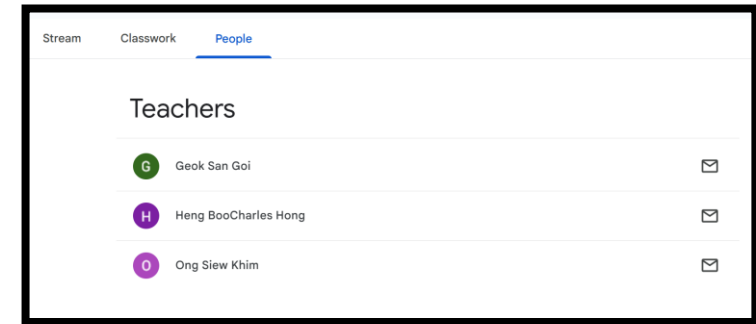 Stream Classwork People
Teachers
G Geok San Goi
H Heng BooCharles Hong
O Ong Siew Khim